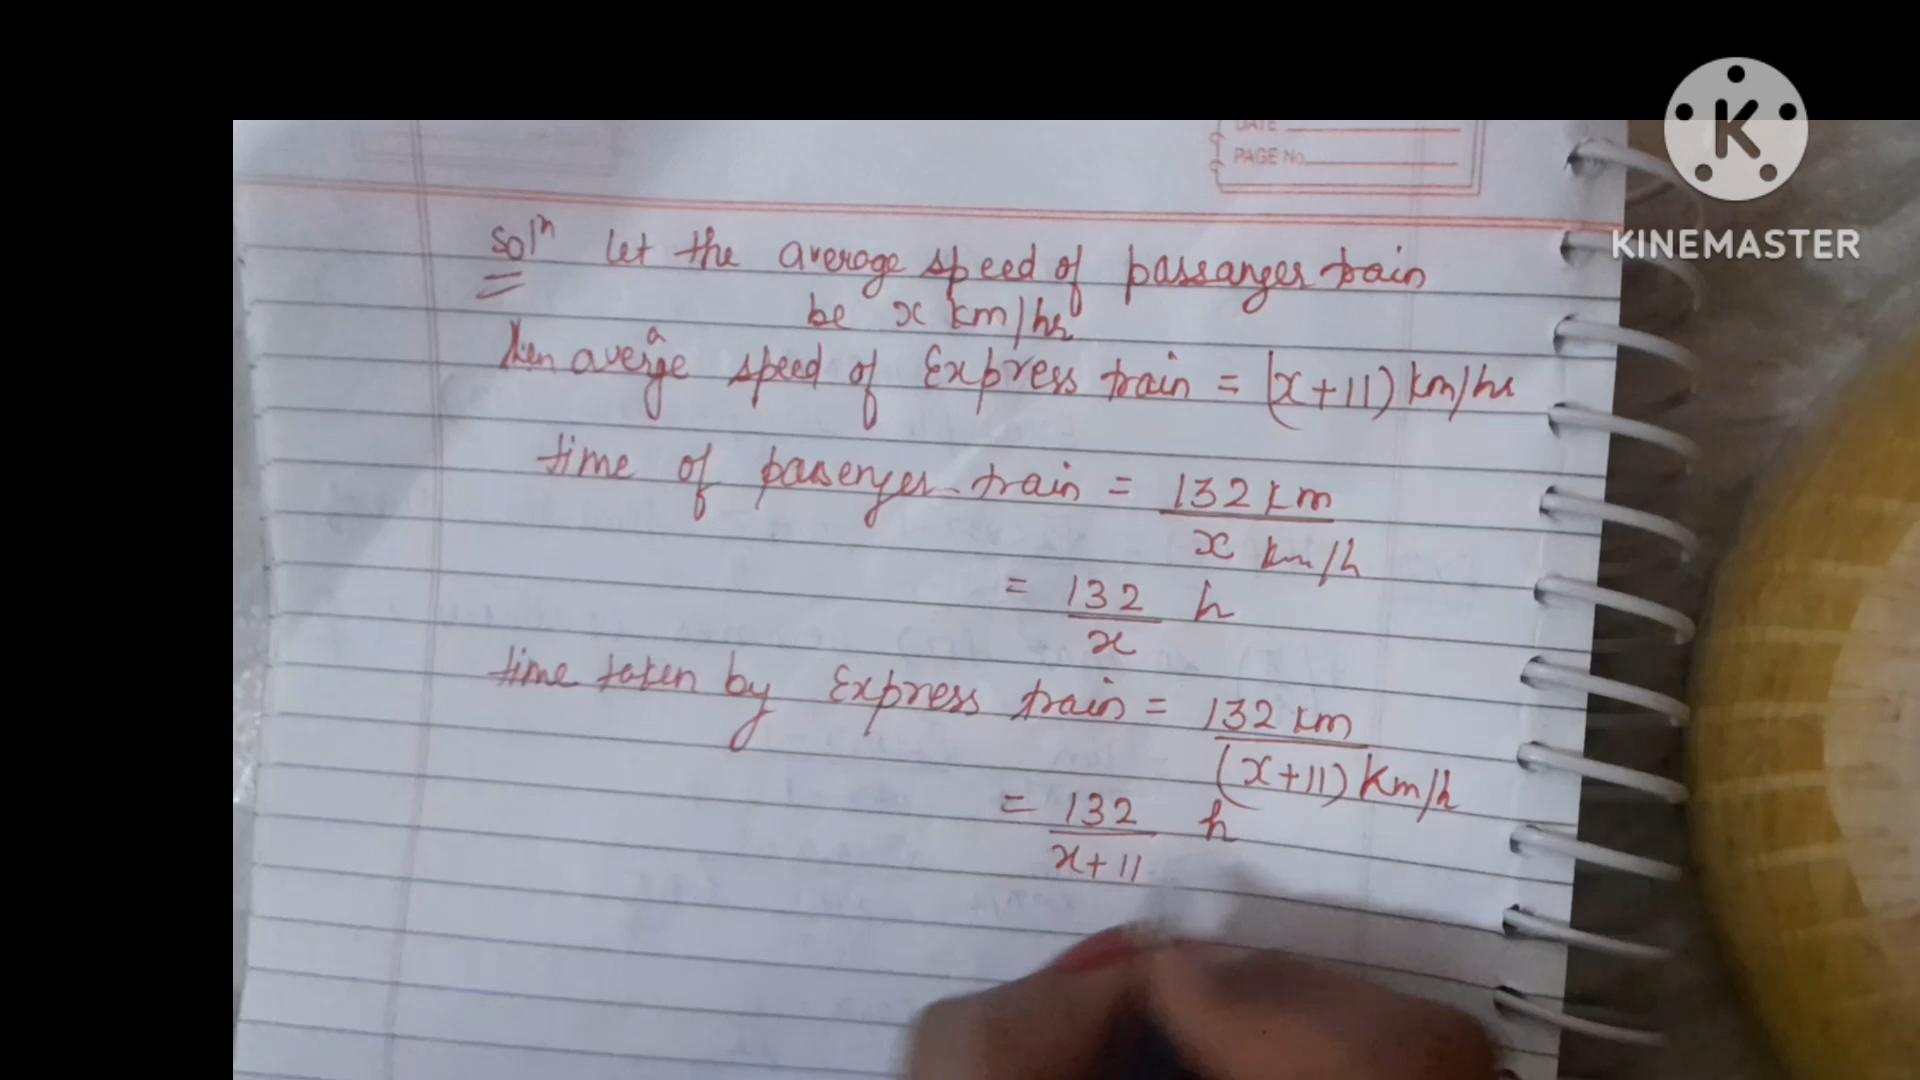 DATE
PAGE No.
K
KINEMASTER
Solⁿ let the average speed of passanger train
be x km/hr
then average speed of Express train = (x+11) km/hr
time of passenger train = 132 km
x km/h
= 132 h
x
time taken by Express train = 132 km
(x+11) km/h
= 132 h
x+11